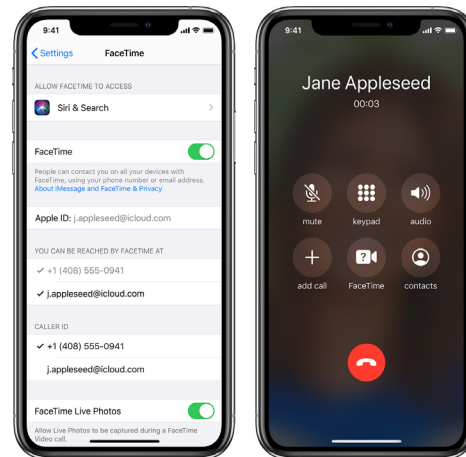 9:41
Settings
FaceTime
ALLOW FACETIME TO ACCESS
Siri & Search
FaceTime
People can contact you on all your devices with
FaceTime, using your phone number or email address.
About iMessage and FaceTime & Privacy
Apple ID: j.appleseed@icloud.com
YOU CAN BE REACHED BY FACETIME AT
+1 (408) 555-0941
j.appleseed@icloud.com
CALLER ID
+1 (408) 555-0941
j.appleseed@icloud.com
FaceTime Live Photos
Allow Live Photos to be captured during a FaceTime
Video call.
9:41
Jane Appleseed
00:03
mute keypad audio
add call FaceTime contacts